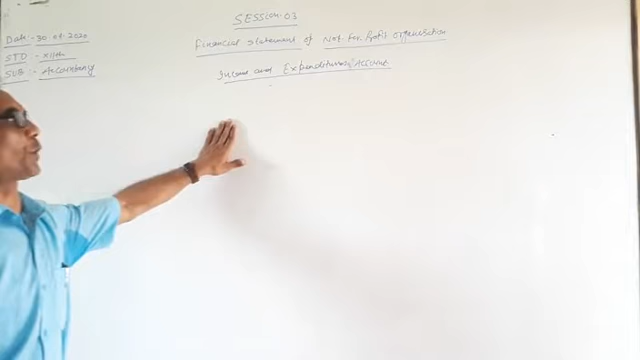 SESSION.03
Date:- 30.04.2020
Financial Statement of Not-For-Profit Organisation
STD :- XIIth
Income and Expenditure Account
SUB:- Accountancy